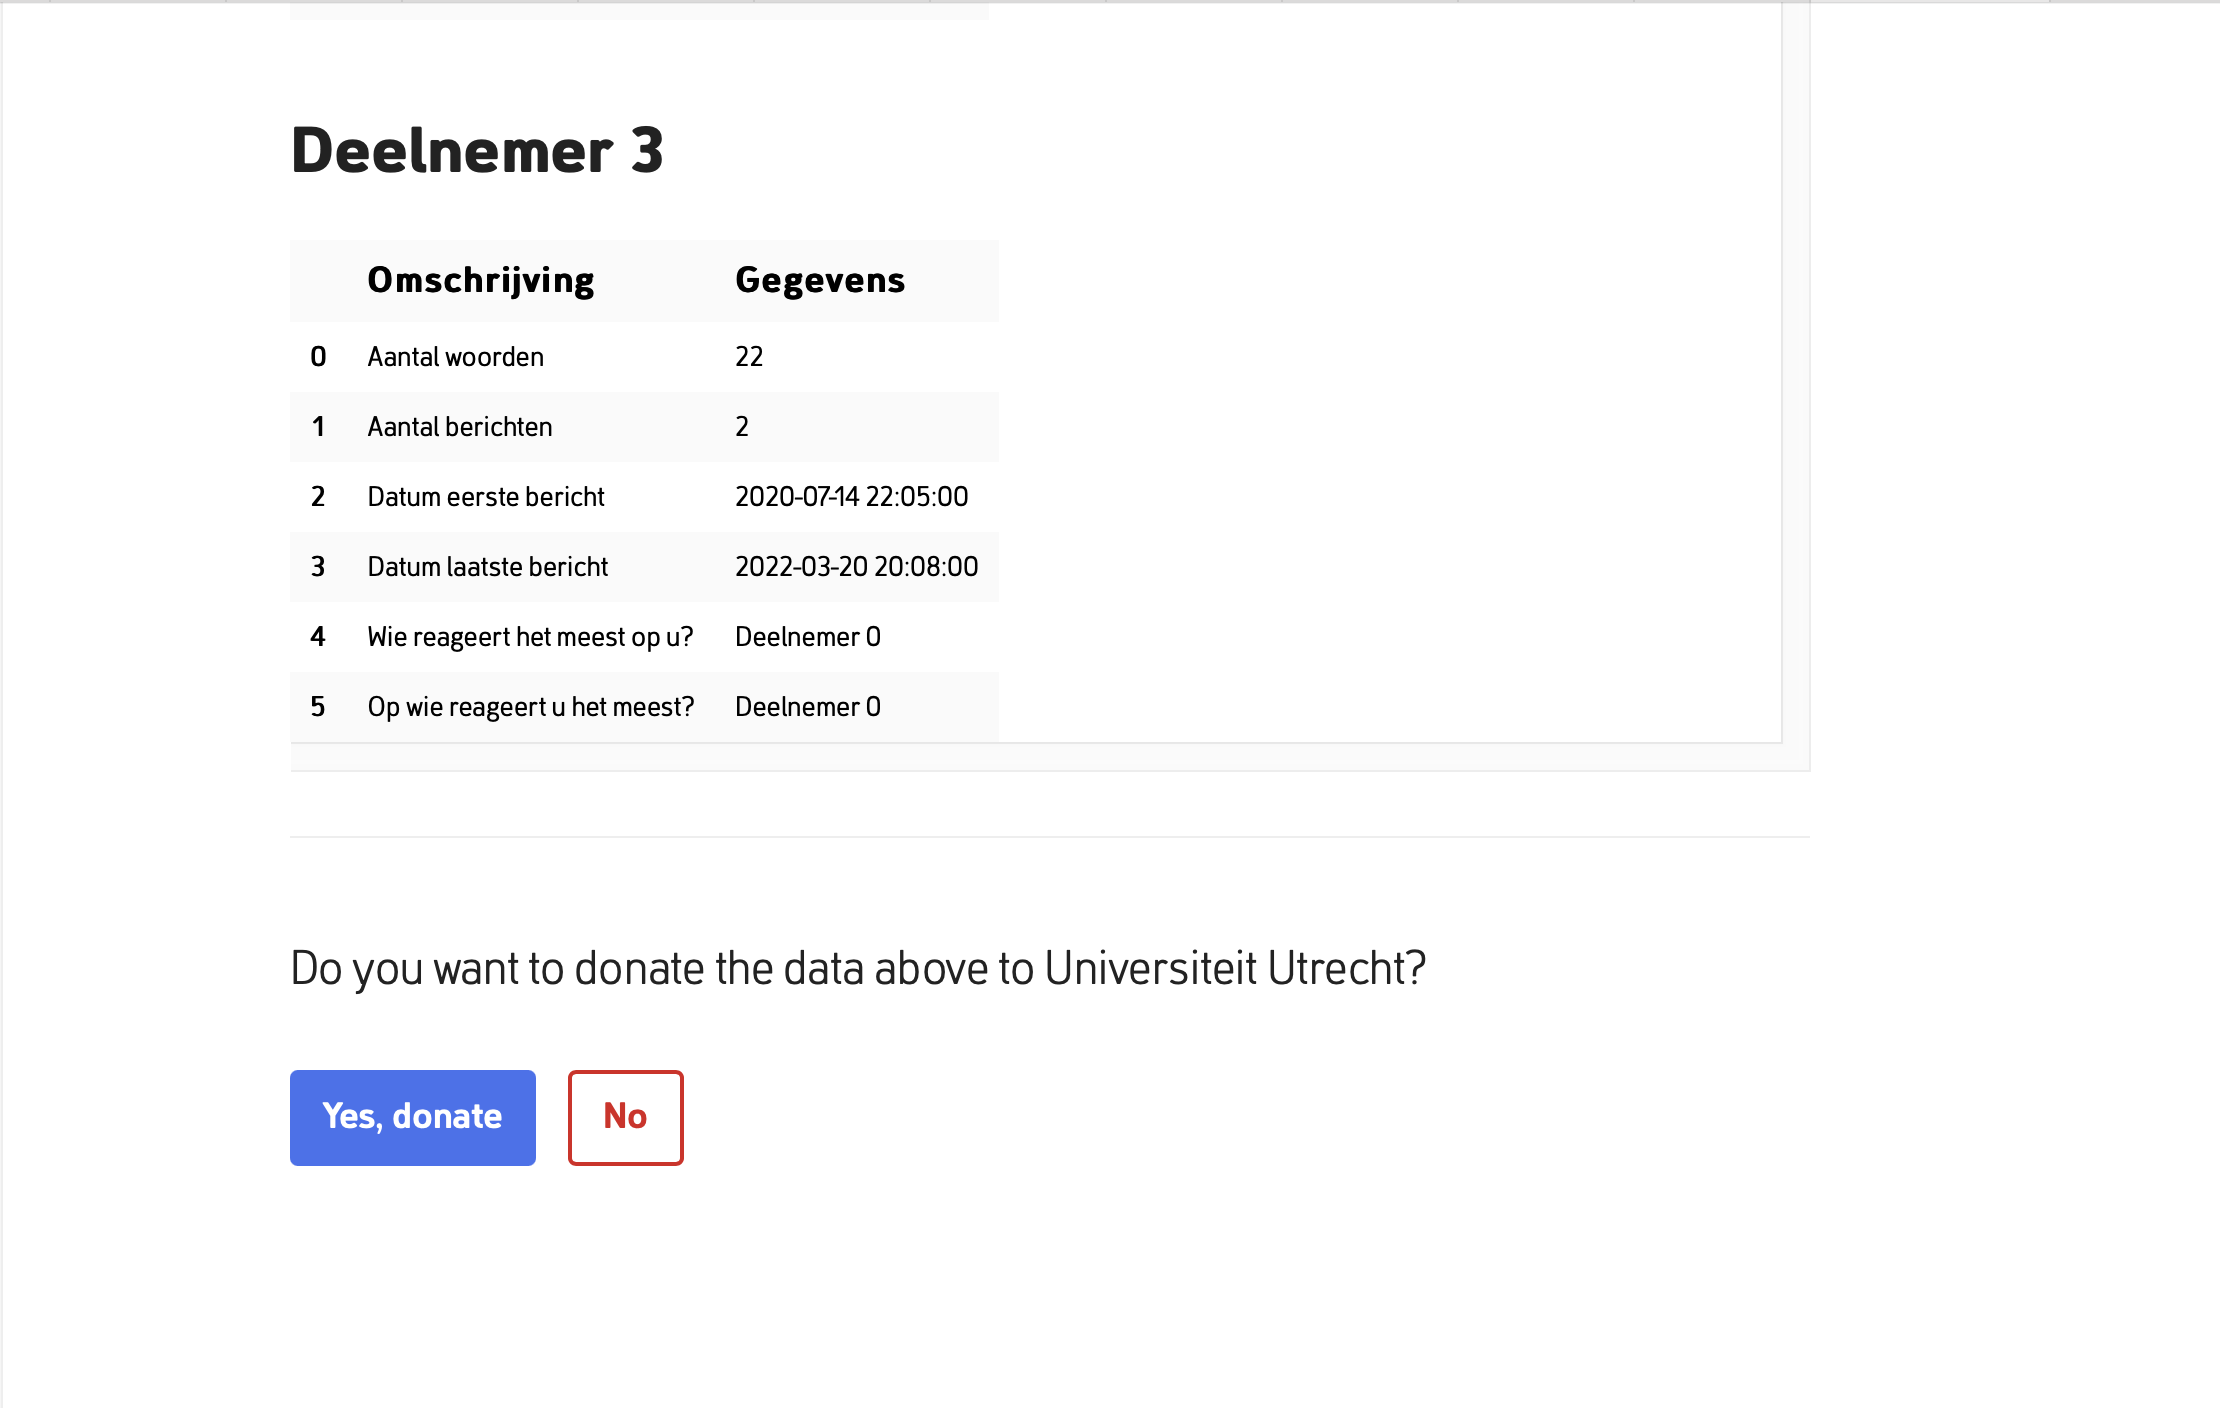 Deelnemer 3
Omschrijving Gegevens
0 Aantal woorden 22
1 Aantal berichten 2
2 Datum eerste bericht 2020-07-14 22:05:00
3 Datum laatste bericht 2022-03-20 20:08:00
4 Wie reageert het meest op u? Deelnemer 0
5 Op wie reageert u het meest? Deelnemer 0
Do you want to donate the data above to Universiteit Utrecht?
Yes, donate No